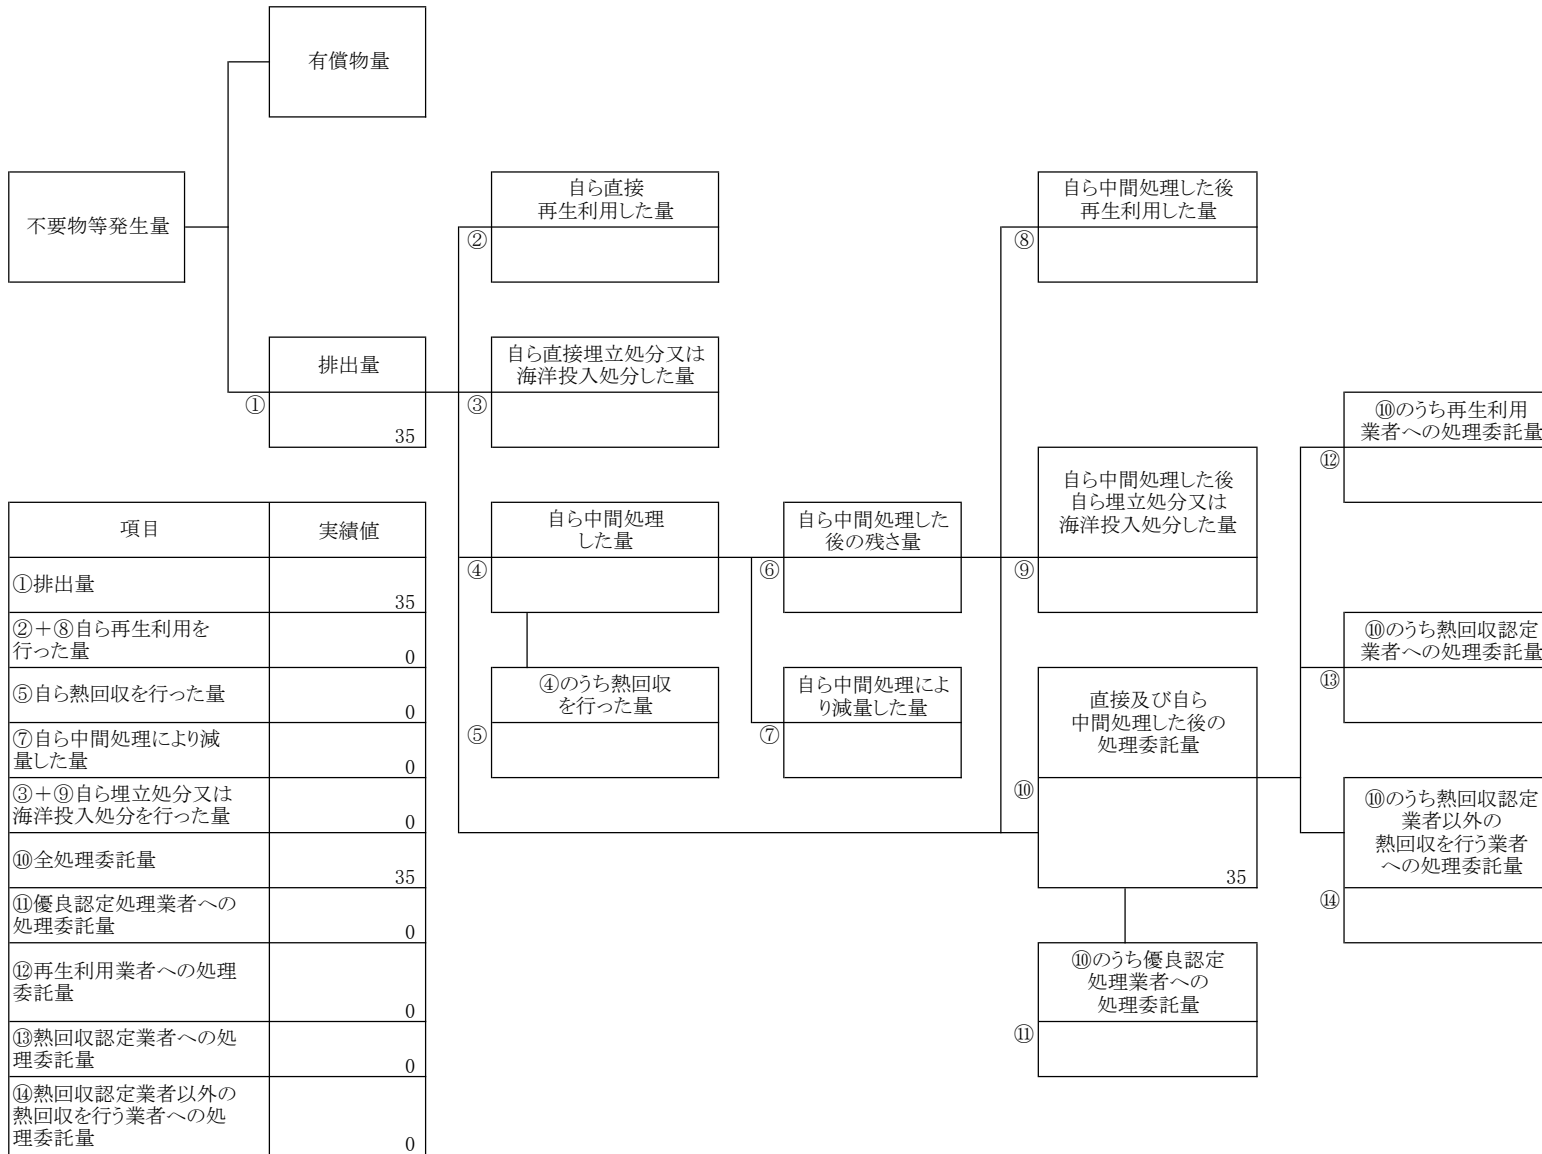 有償物量
不要物等発生量
自ら直接
再生利用した量
②
自ら中間処理した後
再生利用した量
⑧
排出量
①
35
自ら直接埋立処分又は
海洋投入処分した量
③
⑩のうち再生利用
業者への処理委託量
⑫
自ら中間処理
した量
④
自ら中間処理した
後の残さ量
⑥
自ら中間処理した後
自ら埋立処分又は
海洋投入処分した量
⑨
⑩のうち熱回収認定
業者への処理委託量
⑬
④のうち熱回収
を行った量
⑤
自ら中間処理によ
り減量した量
⑦
直接及び自ら
中間処理した後の
処理委託量
⑩
35
⑩のうち熱回収認定
業者以外の
熱回収を行う業者
への処理委託量
⑭
⑩のうち優良認定
処理業者への
処理委託量
⑪
項目
実績値
①排出量
35
②+⑧自ら再生利用を
行った量
0
⑤自ら熱回収を行った量
0
⑦自ら中間処理により減
量した量
0
③+⑨自ら埋立処分又は
海洋投入処分を行った量
0
⑩全処理委託量
35
⑪優良認定処理業者への
処理委託量
0
⑫再生利用業者への処理
委託量
0
⑬熱回収認定業者への処
理委託量
0
⑭熱回収認定業者以外の
熱回収を行う業者への処
理委託量
0